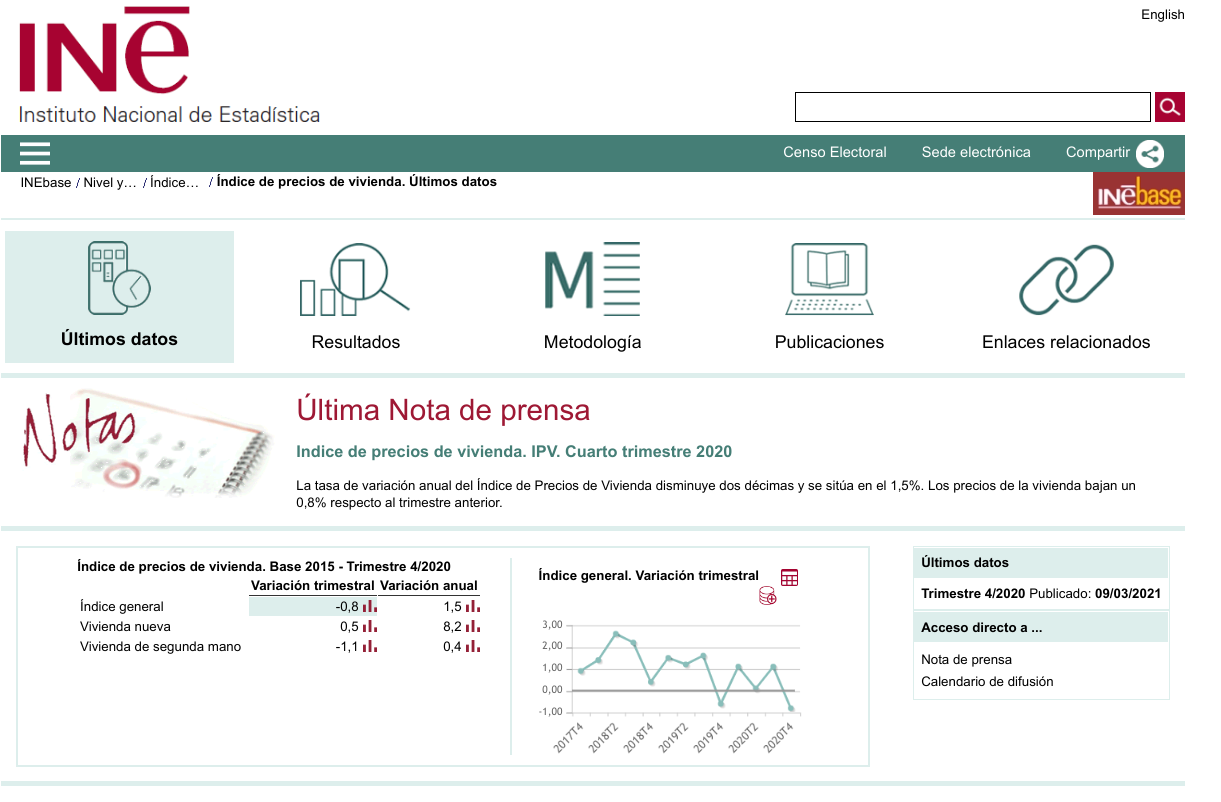 English
INē
Instituto Nacional de Estadística
Censo Electoral Sede electrónica Compartir
INEbase / Nivel y… / Índice… / Índice de precios de vivienda. Últimos datos
INēbase
Últimos datos
Resultados
M
Metodología
Publicaciones
Enlaces relacionados
Notas
Última Nota de prensa
Indice de precios de vivienda. IPV. Cuarto trimestre 2020
La tasa de variación anual del Índice de Precios de Vivienda disminuye dos décimas y se sitúa en el 1,5%. Los precios de la vivienda bajan un
0,8% respecto al trimestre anterior.
Índice de precios de vivienda. Base 2015 - Trimestre 4/2020
Variación trimestral Variación anual
Índice general -0,8 1,5
Vivienda nueva 0,5 8,2
Vivienda de segunda mano -1,1 0,4
Índice general. Variación trimestral
3,00
2,00
1,00
0,00
-1,00
2017T4 2018T2 2018T4 2019T2 2019T4 2020T2 2020T4
Últimos datos
Trimestre 4/2020 Publicado: 09/03/2021
Acceso directo a ...
Nota de prensa
Calendario de difusión